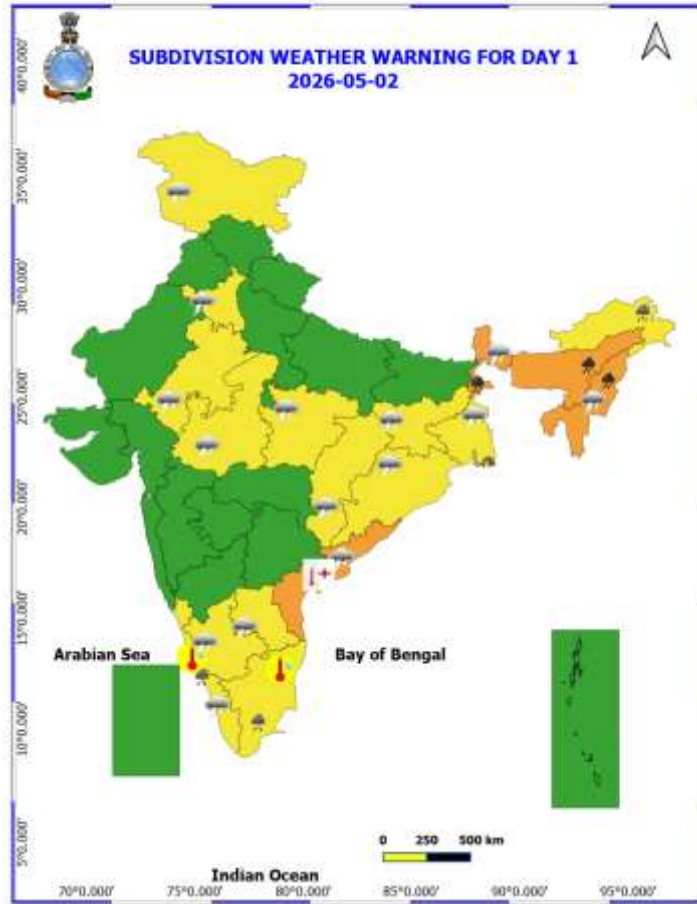 SUBDIVISION WEATHER WARNING FOR DAY 1
2026-05-02
40°0.000'
35°0.000'
30°0.000'
25°0.000'
20°0.000'
15°0.000'
10°0.000'
5°0.000'
Arabian Sea
Bay of Bengal
0 250 500 km
Indian Ocean
70°0.000' 75°0.000' 80°0.000' 85°0.000' 90°0.000' 95°0.000'